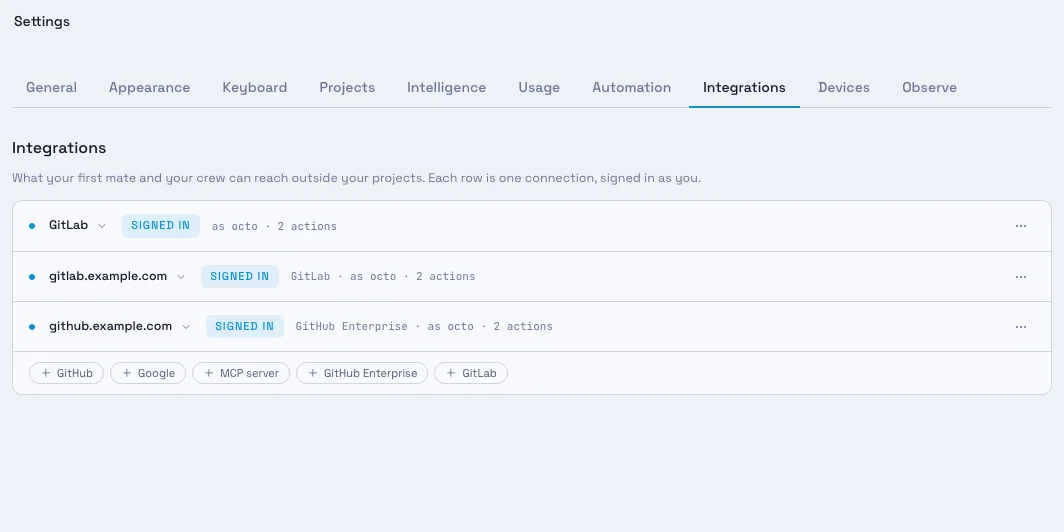 Settings
General Appearance Keyboard Projects Intelligence Usage Automation Integrations Devices Observe
Integrations
What your first mate and your crew can reach outside your projects. Each row is one connection, signed in as you.
GitLab SIGNED IN as octo · 2 actions ···
gitlab.example.com SIGNED IN GitLab · as octo · 2 actions ···
github.example.com SIGNED IN GitHub Enterprise · as octo · 2 actions ···
+ GitHub + Google + MCP server + GitHub Enterprise + GitLab